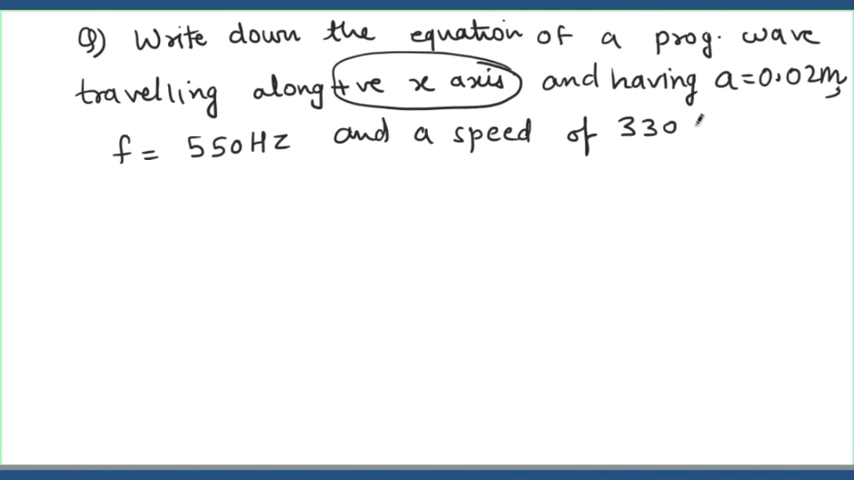 Q) Write down the equation of a prog. wave
travelling along +ve x axis and having a=0.02m,
f = 550Hz and a speed of 330